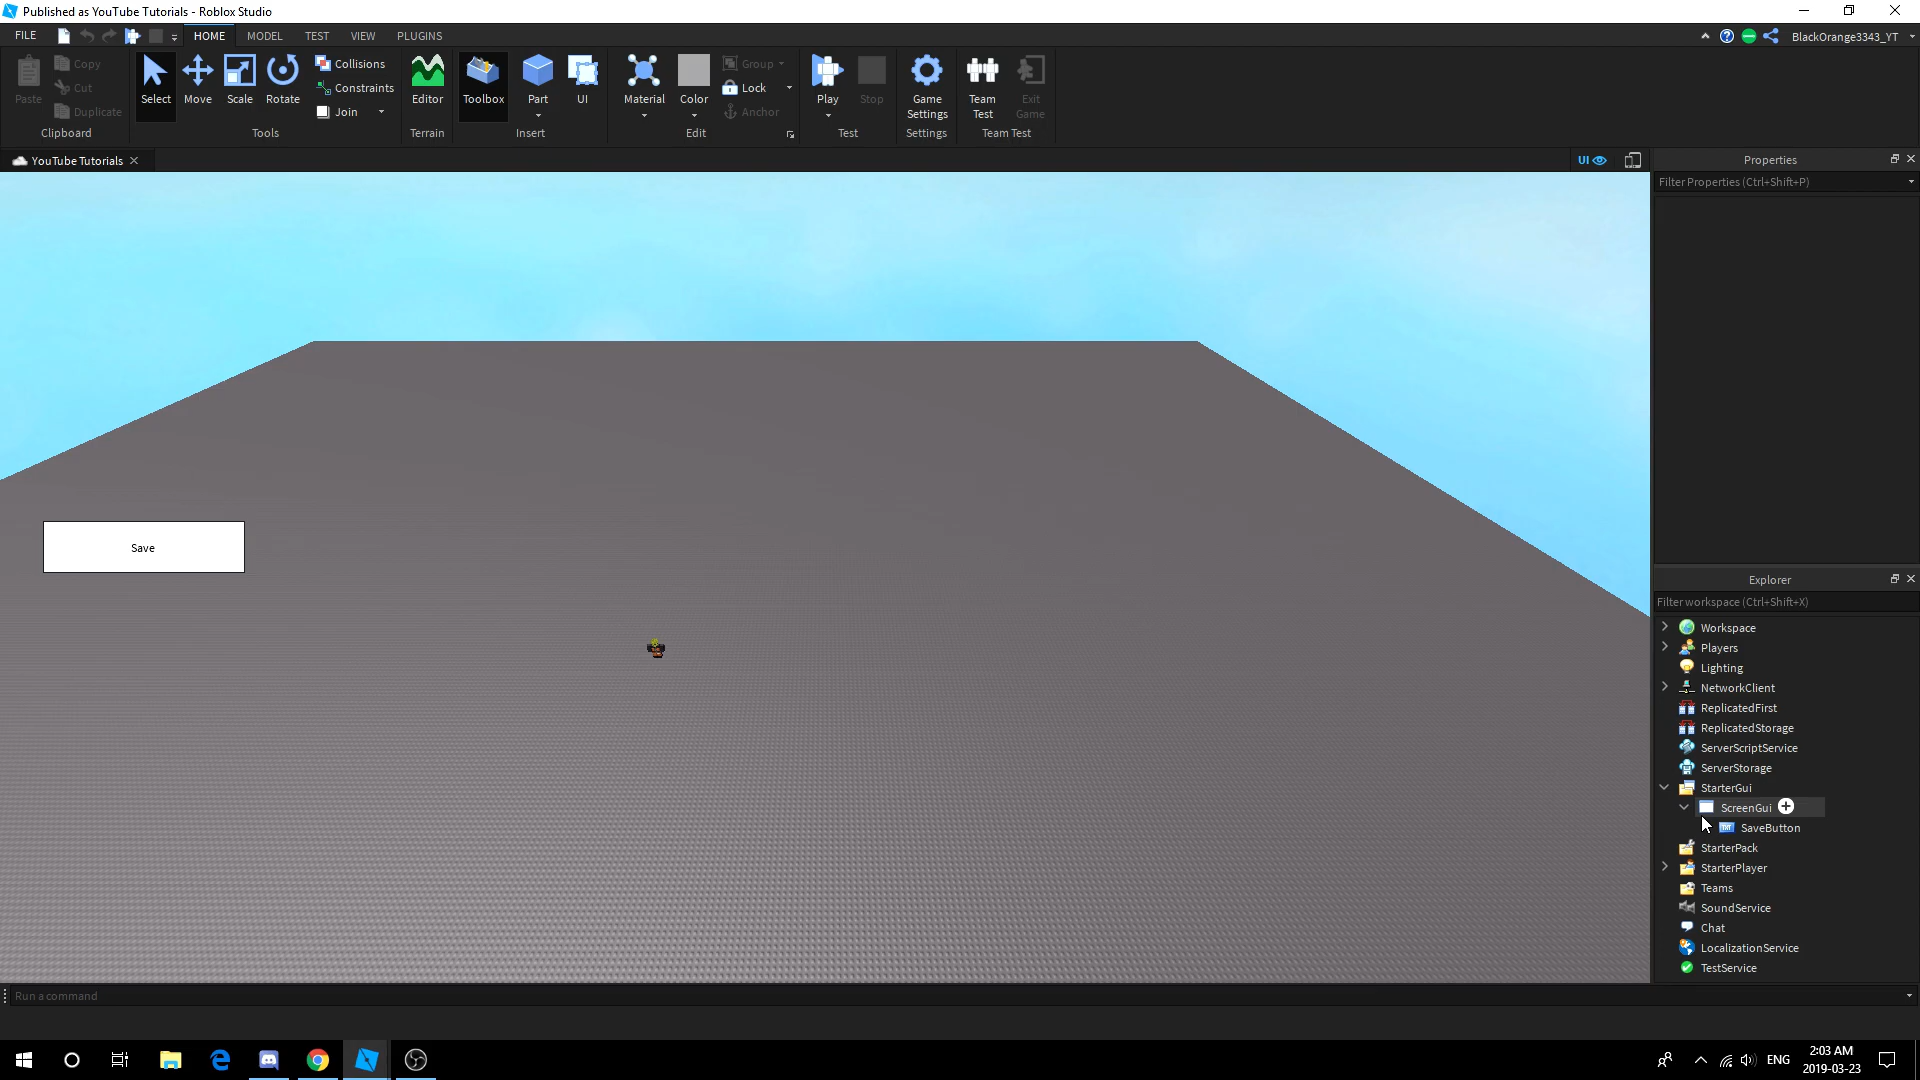 Published as YouTube Tutorials - Roblox Studio
FILE HOME MODEL TEST VIEW PLUGINS BlackOrange3343_YT
Paste Copy Cut Duplicate
Select Move Scale Rotate Collisions Constraints Join
Editor Toolbox Part UI
Material Color Group Lock Anchor
Play Stop Game Settings Team Test Exit Game
Clipboard Tools Terrain Insert Edit Test Settings Team Test
YouTube Tutorials UI Properties
Filter Properties (Ctrl+Shift+P)
Save
Explorer
Filter workspace (Ctrl+Shift+X)
Workspace
Players
Lighting
NetworkClient
ReplicatedFirst
ReplicatedStorage
ServerScriptService
ServerStorage
StarterGui
ScreenGui
TXT SaveButton
StarterPack
StarterPlayer
Teams
SoundService
Chat
LocalizationService
TestService
Run a command
ENG 2:03 AM
2019-03-23